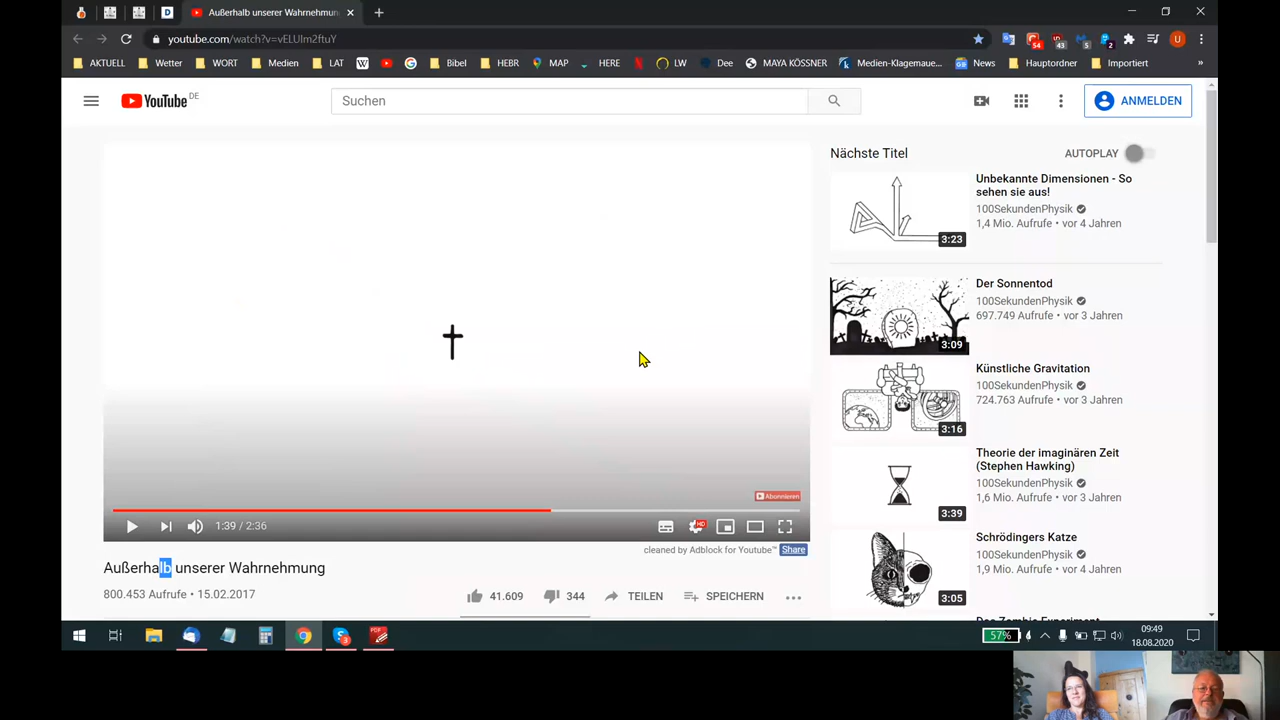 Außerhalb unserer Wahrnehmun
youtube.com/watch?v=vELUIm2ftuY
54
43
5
2
U
AKTUELL
Wetter
WORT
Medien
LAT
Bibel
HEBR
MAP
HERE
LW
Dee
MAYA KÖSSNER
Medien-Klagemaue...
News
Hauptordner
Importiert
»
YouTube DE
Suchen
ANMELDEN
Nächste Titel
AUTOPLAY
Unbekannte Dimensionen - So
sehen sie aus!
100SekundenPhysik
1,4 Mio. Aufrufe • vor 4 Jahren
3:23
Der Sonnentod
100SekundenPhysik
697.749 Aufrufe • vor 3 Jahren
3:09
Künstliche Gravitation
100SekundenPhysik
724.763 Aufrufe • vor 3 Jahren
3:16
Theorie der imaginären Zeit
(Stephen Hawking)
100SekundenPhysik
1,6 Mio. Aufrufe • vor 3 Jahren
3:39
Schrödingers Katze
100SekundenPhysik
1,9 Mio. Aufrufe • vor 4 Jahren
3:05
Abonnieren
1:39 / 2:36
HD
cleaned by Adblock for Youtube™ Share
Außerhalb unserer Wahrnehmung
800.453 Aufrufe • 15.02.2017
41.609
344
TEILEN
SPEICHERN
57%
09:49
18.08.2020